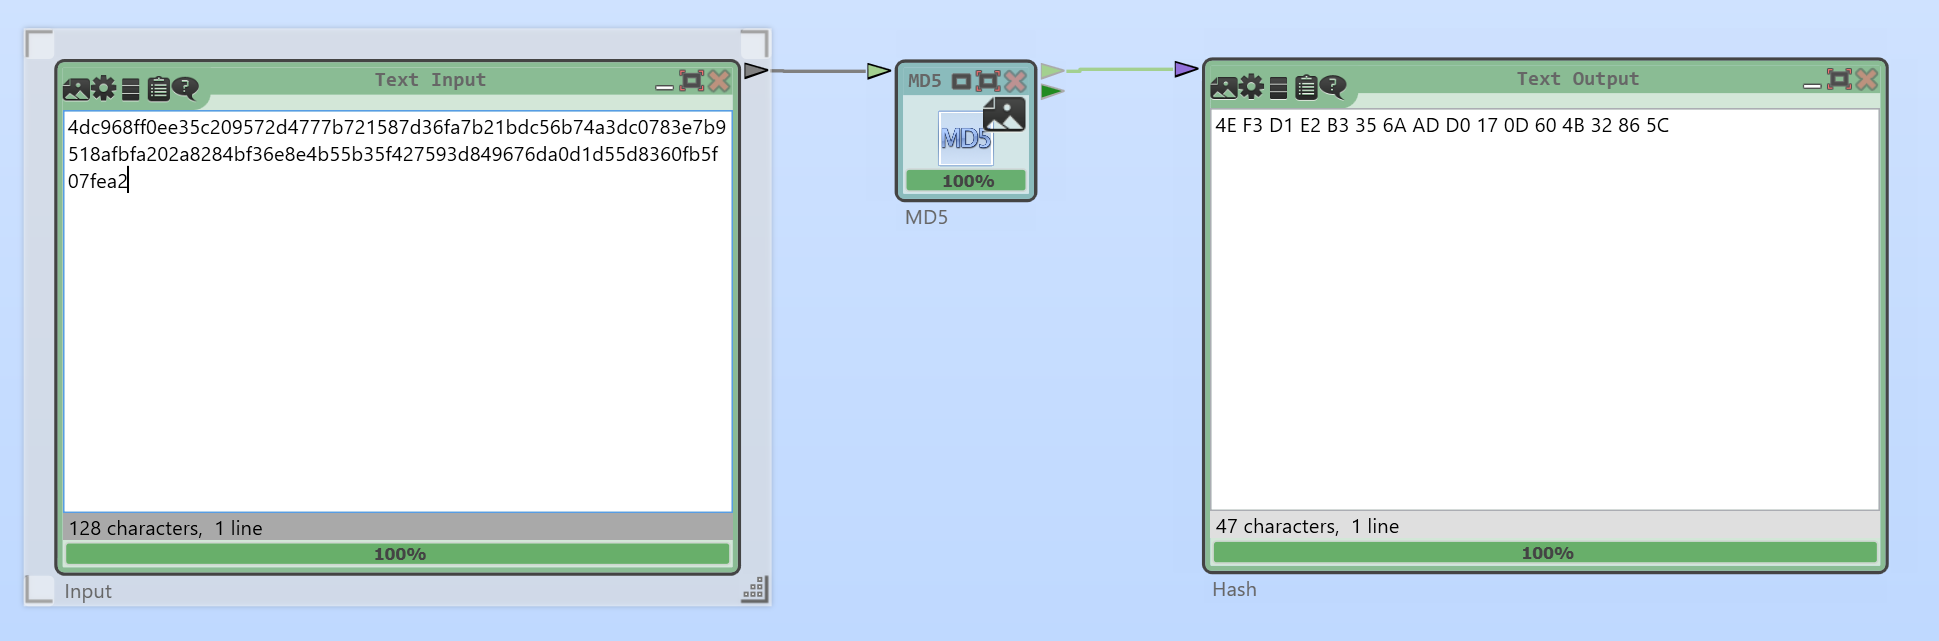 Text Input
4dc968ff0ee35c209572d4777b721587d36fa7b21bdc56b74a3dc0783e7b9
518afbfa202a8284bf36e8e4b55b35f427593d849676da0d1d55d8360fb5f
07fea2
128 characters,  1 line
100%
Input
MD5
MD5
100%
MD5
Text Output
4E F3 D1 E2 B3 35 6A AD D0 17 0D 60 4B 32 86 5C
47 characters,  1 line
100%
Hash